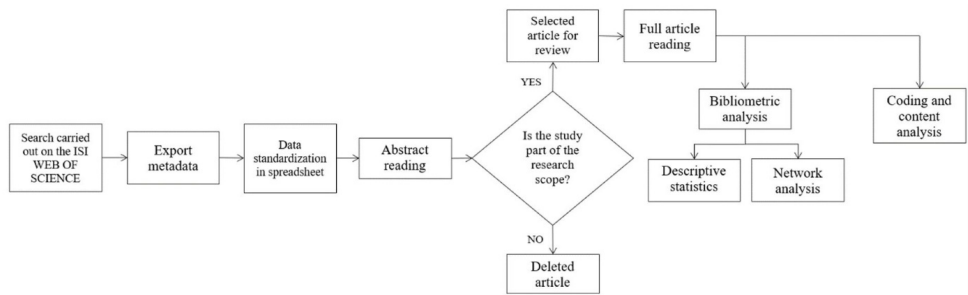 Search carried
out on the ISI
WEB OF
SCIENCE
Export
metadata
Data
standardization
in spreadsheet
Abstract
reading
Is the study
part of the
research
scope?
YES
Selected
article for
review
Full article
reading
Bibliometric
analysis
Descriptive
statistics
Network
analysis
Coding and
content
analysis
NO
Deleted
article